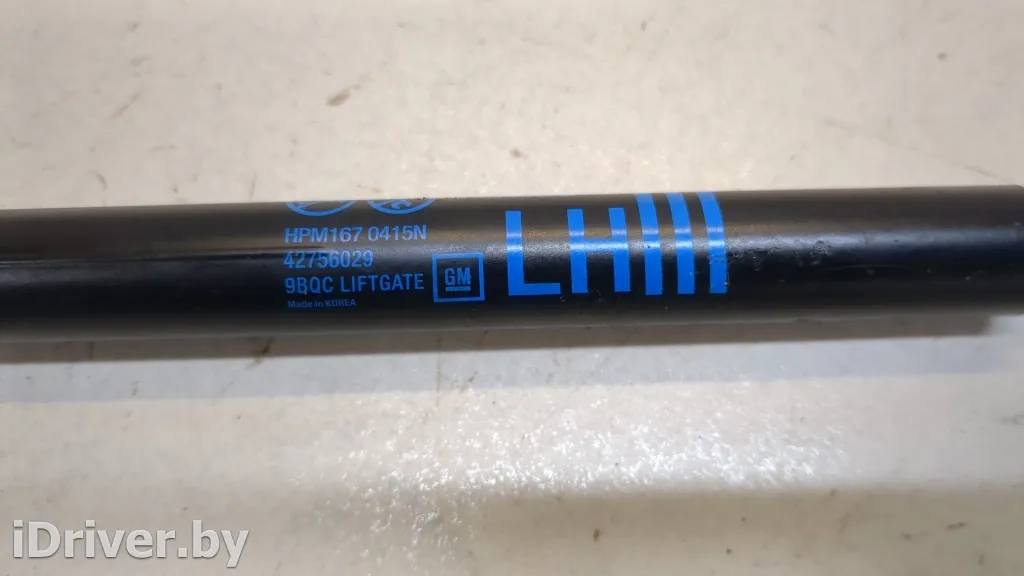 HPM167 0415N
42756029
9BQC LIFTGATE
Made in KOREA
GM
LH
iDriver.by